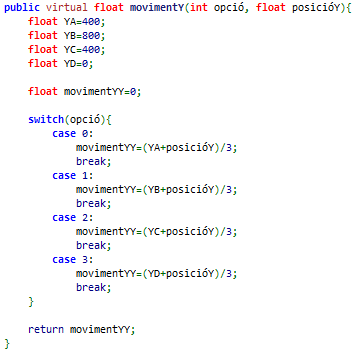 public virtual float movimentY(int opció, float posicióY){
    float YA=400;
    float YB=800;
    float YC=400;
    float YD=0;

    float movimentYY=0;

    switch(opció){
        case 0:
            movimentYY=(YA+posicióY)/3;
            break;
        case 1:
            movimentYY=(YB+posicióY)/3;
            break;
        case 2:
            movimentYY=(YC+posicióY)/3;
            break;
        case 3:
            movimentYY=(YD+posicióY)/3;
            break;
    }

    return movimentYY;
}